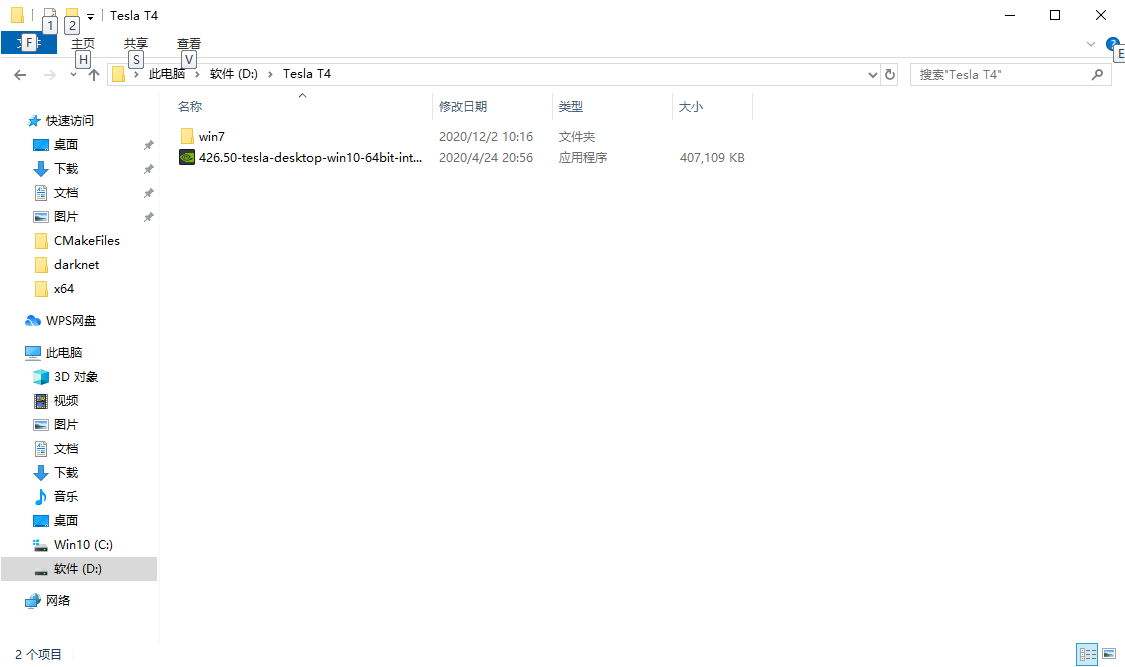 Tesla T4
1 2
文件 主页 共享 查看
F H S V E
此电脑 › 软件 (D:) › Tesla T4
搜索"Tesla T4"
名称 修改日期 类型 大小
win7 2020/12/2 10:16 文件夹
426.50-tesla-desktop-win10-64bit-int... 2020/4/24 20:56 应用程序 407,109 KB
快速访问
桌面
下载
文档
图片
CMakeFiles
darknet
x64
WPS网盘
此电脑
3D 对象
视频
图片
文档
下载
音乐
桌面
Win10 (C:)
软件 (D:)
网络
2 个项目